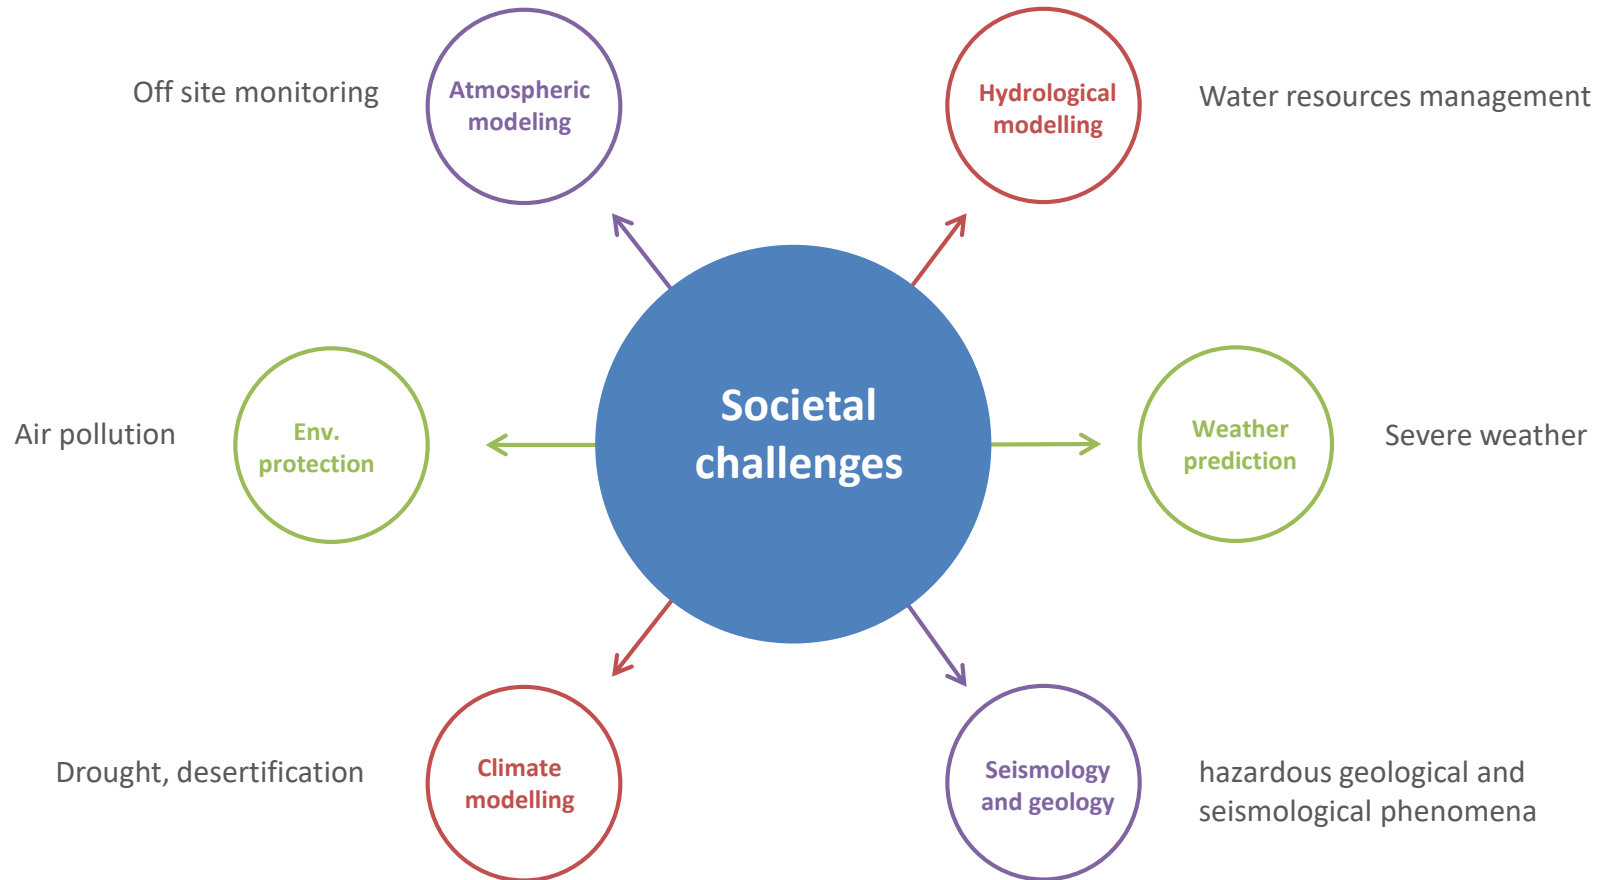 Off site monitoring
Atmospheric
modeling
Hydrological
modelling
Water resources management
Air pollution
Env.
protection
Societal
challenges
Weather
prediction
Severe weather
Drought, desertification
Climate
modelling
Seismology
and geology
hazardous geological and
seismological phenomena